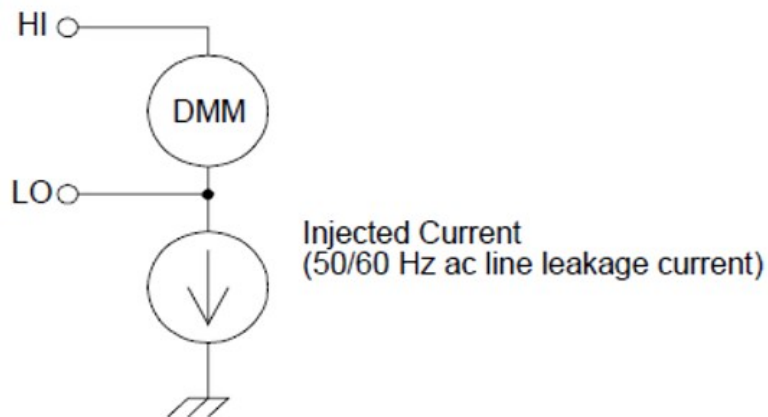 HI
DMM
LO
Injected Current
(50/60 Hz ac line leakage current)